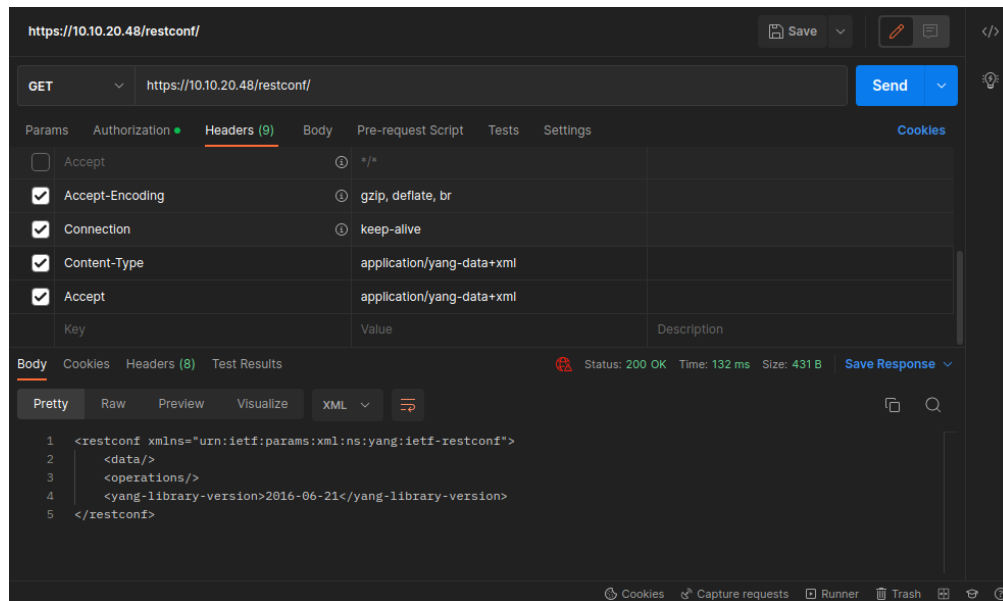 https://10.10.20.48/restconf/
Save
GET https://10.10.20.48/restconf/ Send
Params Authorization Headers (9) Body Pre-request Script Tests Settings Cookies
Accept */*
Accept-Encoding gzip, deflate, br
Connection keep-alive
Content-Type application/yang-data+xml
Accept application/yang-data+xml
Key Value Description
Body Cookies Headers (8) Test Results Status: 200 OK Time: 132 ms Size: 431 B Save Response
Pretty Raw Preview Visualize XML
1 <restconf xmlns="urn:ietf:params:xml:ns:yang:ietf-restconf">
2 <data/>
3 <operations/>
4 <yang-library-version>2016-06-21</yang-library-version>
5 </restconf>
Cookies Capture requests Runner Trash